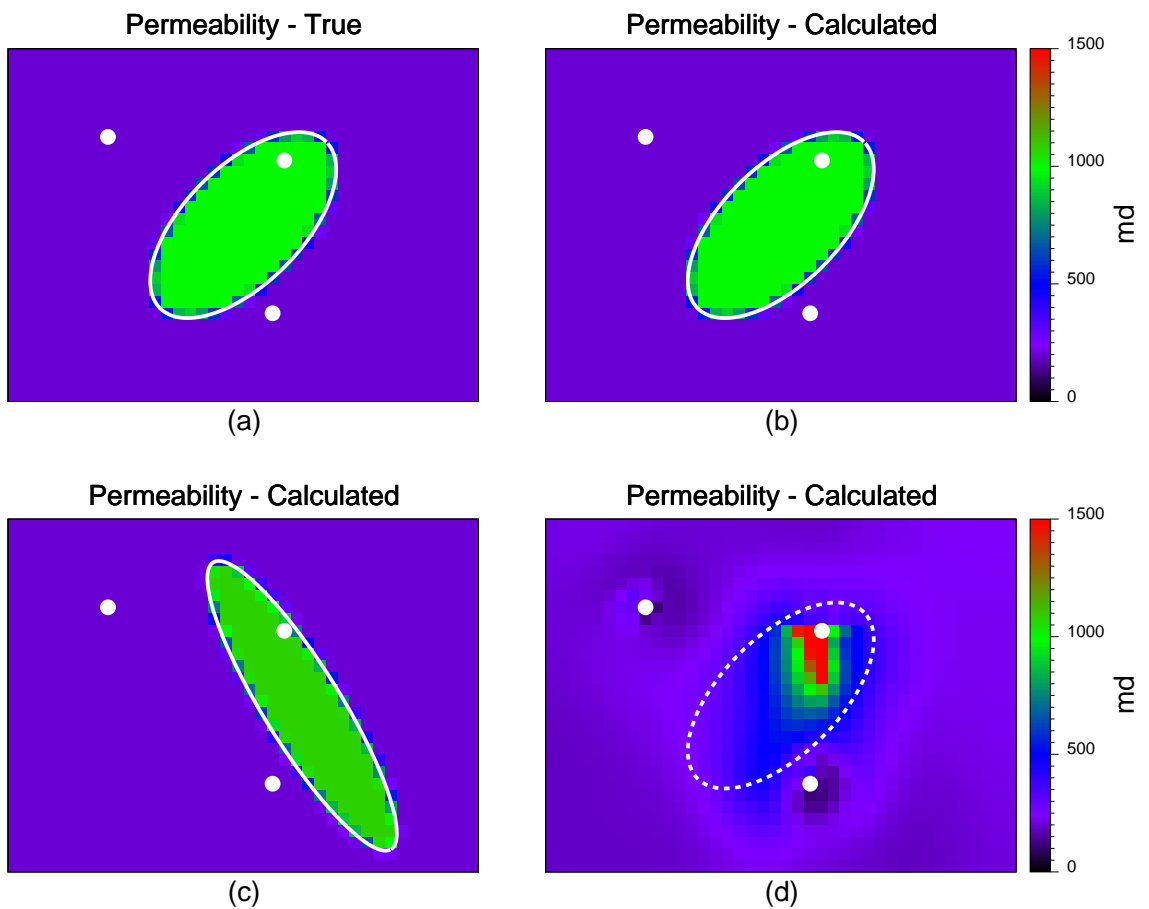 Permeability - True
Permeability - Calculated
1500
1000
500
0
md
(a)
(b)
Permeability - Calculated
Permeability - Calculated
1500
1000
500
0
md
(c)
(d)